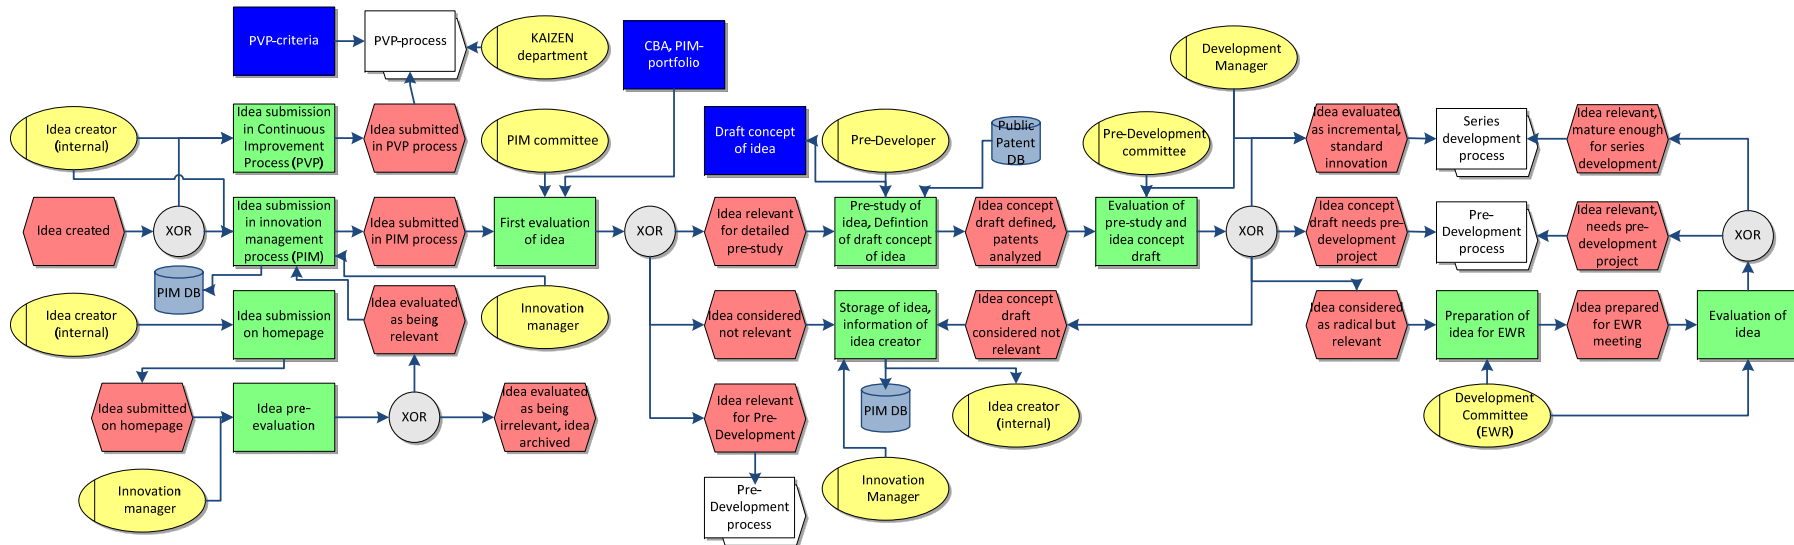 PVP-criteria
PVP-process
KAIZEN
department
CBA, PIM-
portfolio
Development
Manager
Idea creator
(internal)
Idea submission
in Continuous
Improvement
Process (PVP)
Idea submitted
in PVP process
PIM committee
Draft concept
of idea
Pre-Developer
Public
Patent
DB
Pre-Development
committee
Idea evaluated
as incremental,
standard
innovation
Series
development
process
Idea relevant,
mature enough
for series
development
Idea created
XOR
Idea submission
in innovation
management
process (PIM)
Idea submitted
in PIM process
First evaluation
of idea
XOR
Idea relevant
for detailed
pre-study
Pre-study of
idea, Defintion
of draft concept
of idea
Idea concept
draft defined,
patents
analyzed
Evaluation of
pre-study and
idea concept
draft
XOR
Idea concept
draft needs pre-
development
project
Pre-
Development
process
Idea relevant,
needs pre-
development
project
XOR
PIM DB
Idea creator
(internal)
Idea submission
on homepage
Idea evaluated
as being
relevant
Innovation
manager
Idea considered
not relevant
Storage of idea,
information of
idea creator
Idea concept
draft
considered not
relevant
Idea considered
as radical but
relevant
Preparation of
idea for EWR
Idea prepared
for EWR
meeting
Evaluation of
idea
Idea submitted
on homepage
Idea pre-
evaluation
XOR
Idea evaluated
as being
irrelevant, idea
archived
Idea relevant
for Pre-
Development
PIM DB
Idea creator
(internal)
Development
Committee
(EWR)
Innovation
manager
Pre-
Development
process
Innovation
Manager